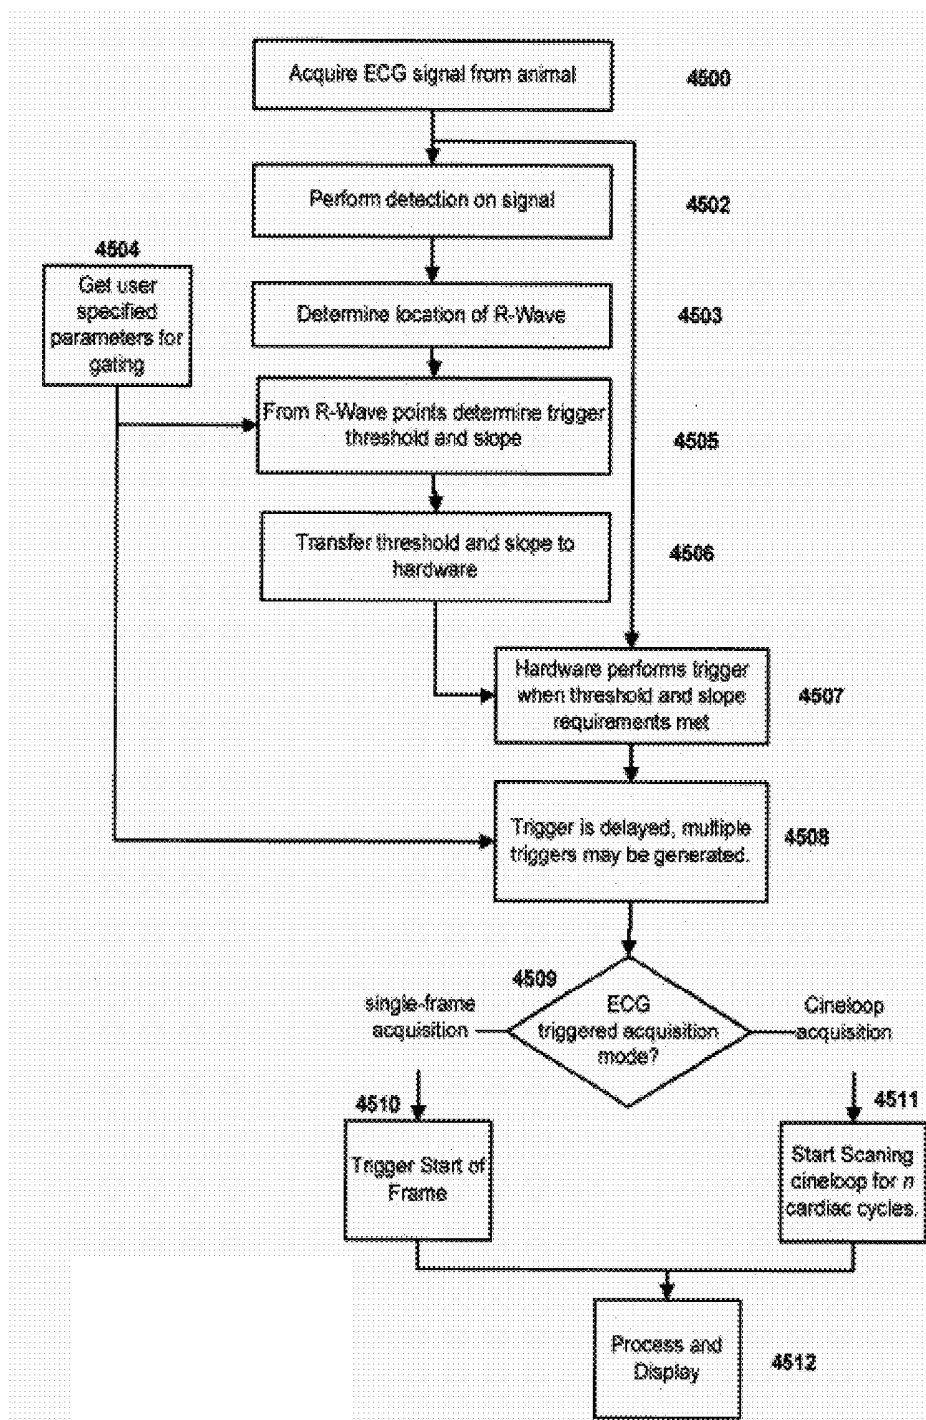 Acquire ECG signal from animal
4500
Perform detection on signal
4502
4504
Get user
specified
parameters for
gating
Determine location of R-Wave
4503
From R-Wave points determine trigger
threshold and slope
4505
Transfer threshold and slope to
hardware
4506
Hardware performs trigger
when threshold and slope
requirements met
4507
Trigger is delayed, multiple
triggers may be generated.
4508
4509
single-frame
acquisition
ECG
triggered acquisition
mode?
Cineloop
acquisition
4510
Trigger Start of
Frame
4511
Start Scaning
cineloop for n
cardiac cycles.
Process and
Display
4512